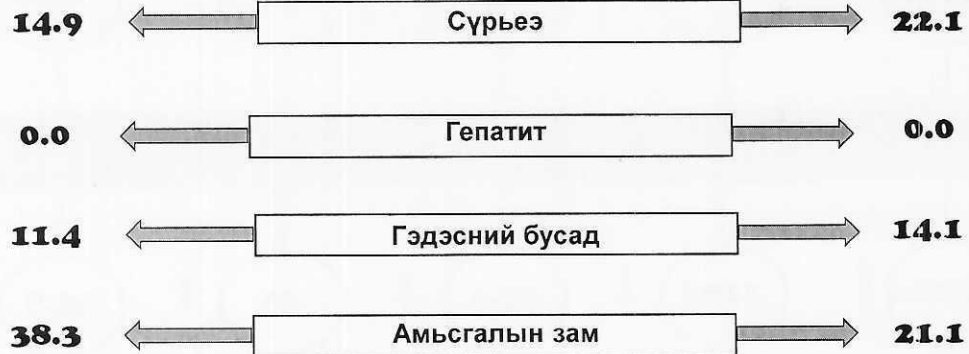 14.9 Сүрьеэ 22.1
0.0 Гепатит 0.0
11.4 Гэдэсний бусад 14.1
38.3 Амьсгалын зам 21.1